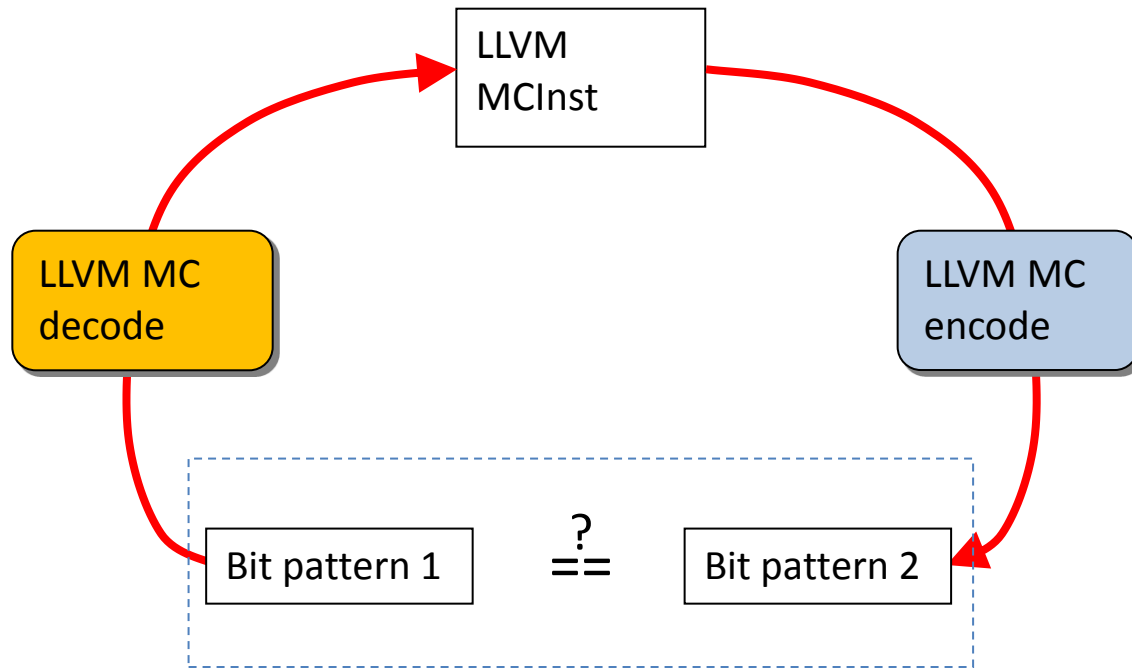 LLVM
MCInst
LLVM MC
decode
LLVM MC
encode
?
Bit pattern 1
==
Bit pattern 2